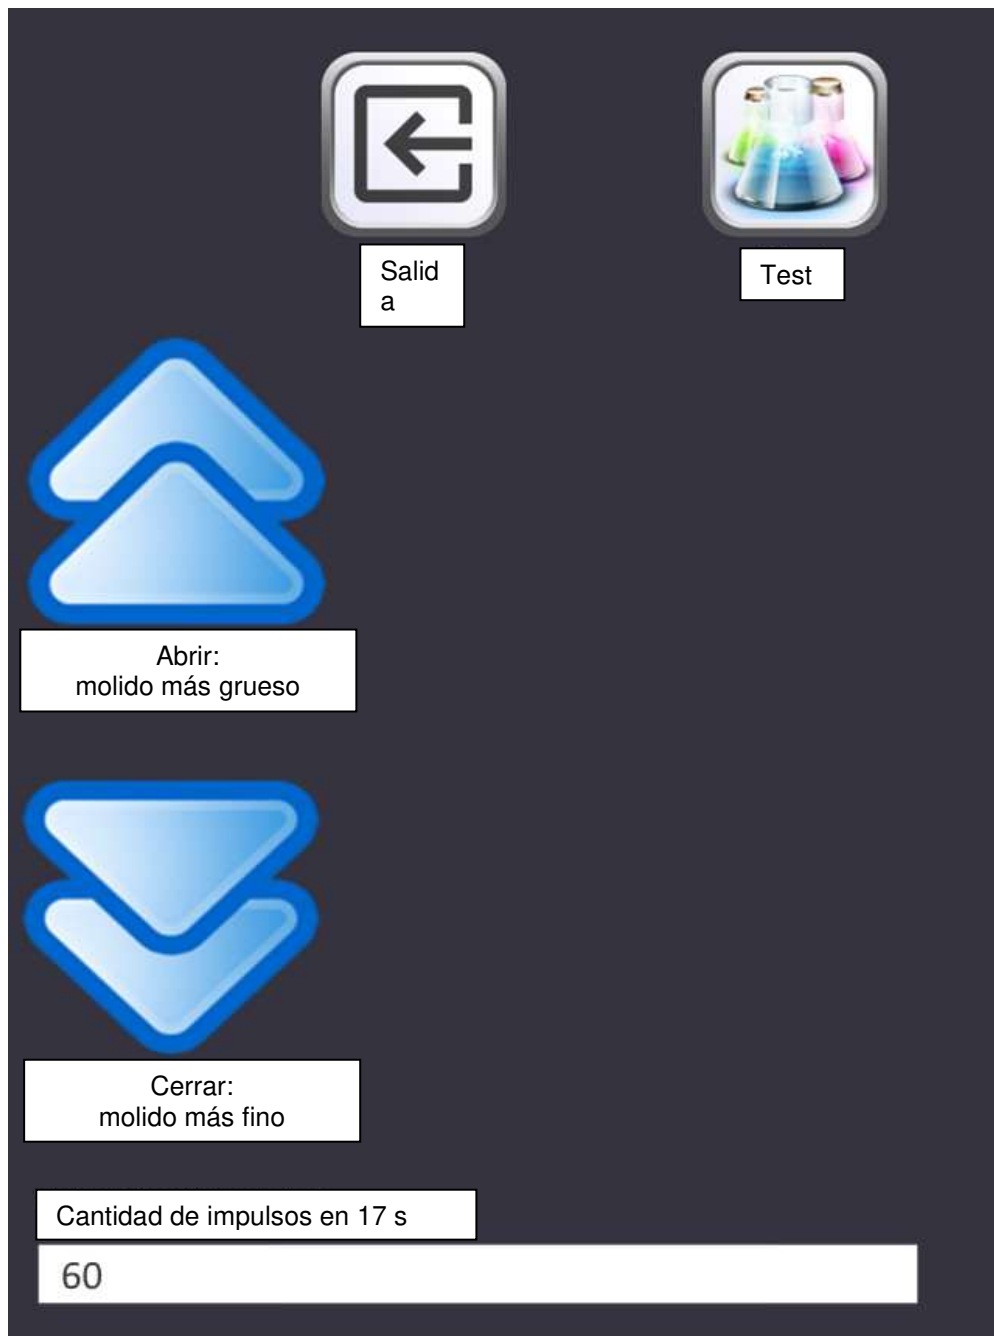 Salid
a
Test
Abrir:
molido más grueso
Cerrar:
molido más fino
Cantidad de impulsos en 17 s
60